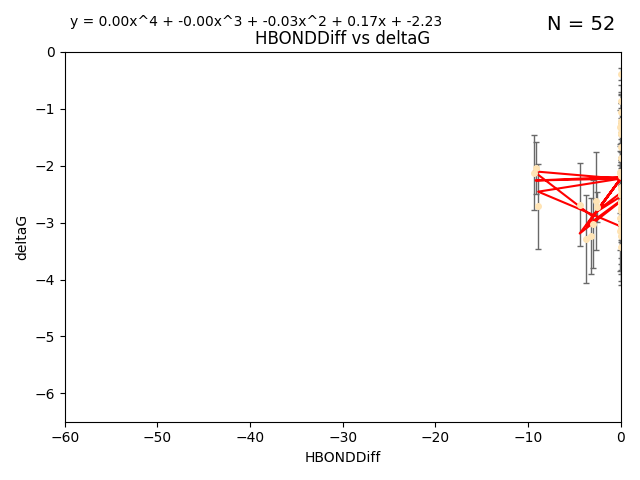 y = 0.00x^4 + -0.00x^3 + -0.03x^2 + 0.17x + -2.23
N = 52
HBONDDiff vs deltaG
0
−1
−2
−3
−4
−5
−6
deltaG
−60
−50
−40
−30
−20
−10
0
HBONDDiff